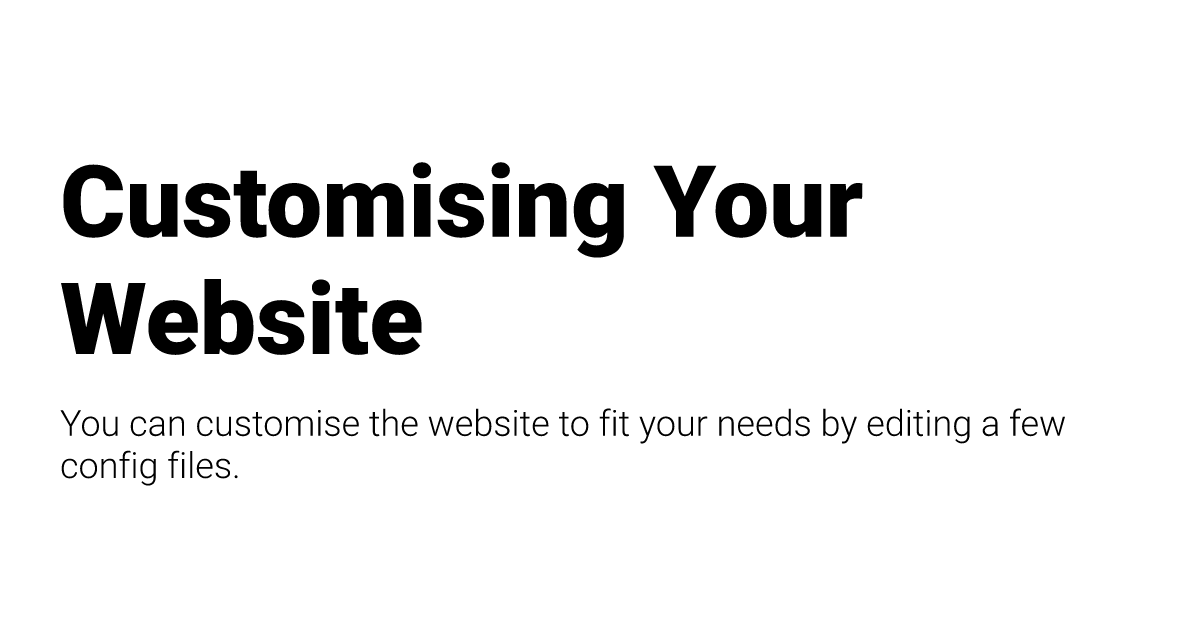 Customising Your
Website
You can customise the website to fit your needs by editing a few
config files.